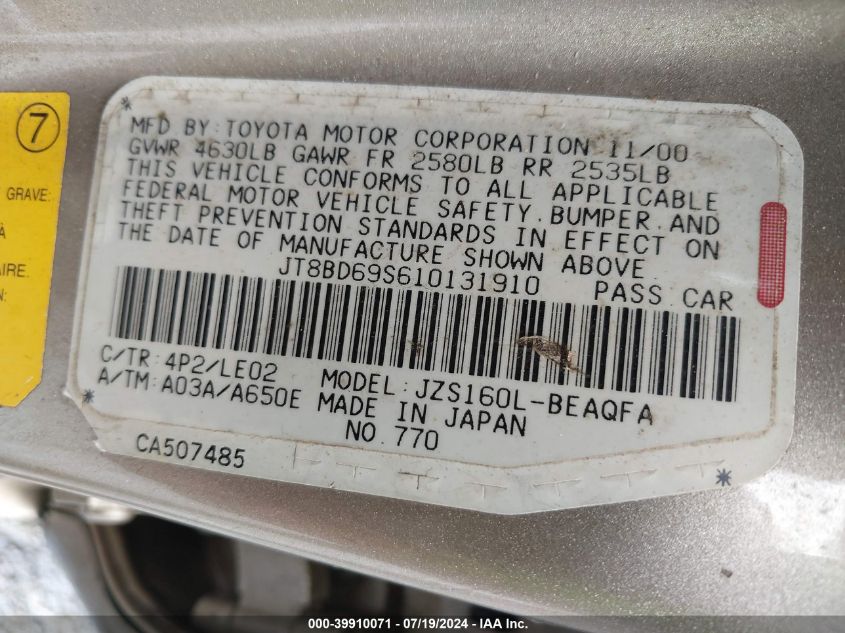 7
GRAVE
À
AIRE.
N:
MFD BY: TOYOTA MOTOR CORPORATION 11/00
GVWR 4630LB GAWR FR 2580LB RR 2535LB
THIS VEHICLE CONFORMS TO ALL APPLICABLE
FEDERAL MOTOR VEHICLE SAFETY, BUMPER, AND
THEFT PREVENTION STANDARDS IN EFFECT ON
THE DATE OF MANUFACTURE SHOWN ABOVE.
JT8BD69S610131910 PASS. CAR
C/TR: 4P2/LE02 MODEL: JZS160L-BEAQFA
A/TM: A03A/A650E MADE IN JAPAN
NO. 770
CA507485
000-39910071 - 07/19/2024 - IAA Inc.